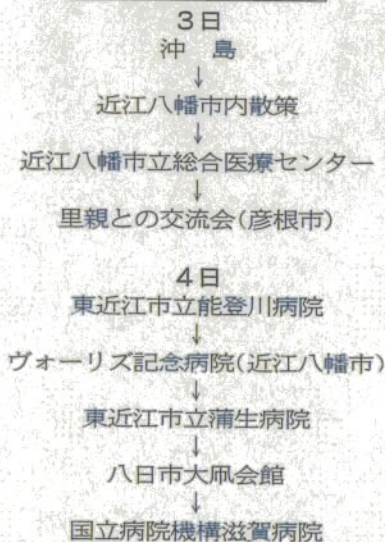 3日
沖　島
↓
近江八幡市内散策
↓
近江八幡市立総合医療センター
↓
里親との交流会(彦根市)
4日
東近江市立能登川病院
↓
ヴォーリズ記念病院(近江八幡市)
↓
東近江市立蒲生病院
↓
八日市大凧会館
↓
国立病院機構滋賀病院